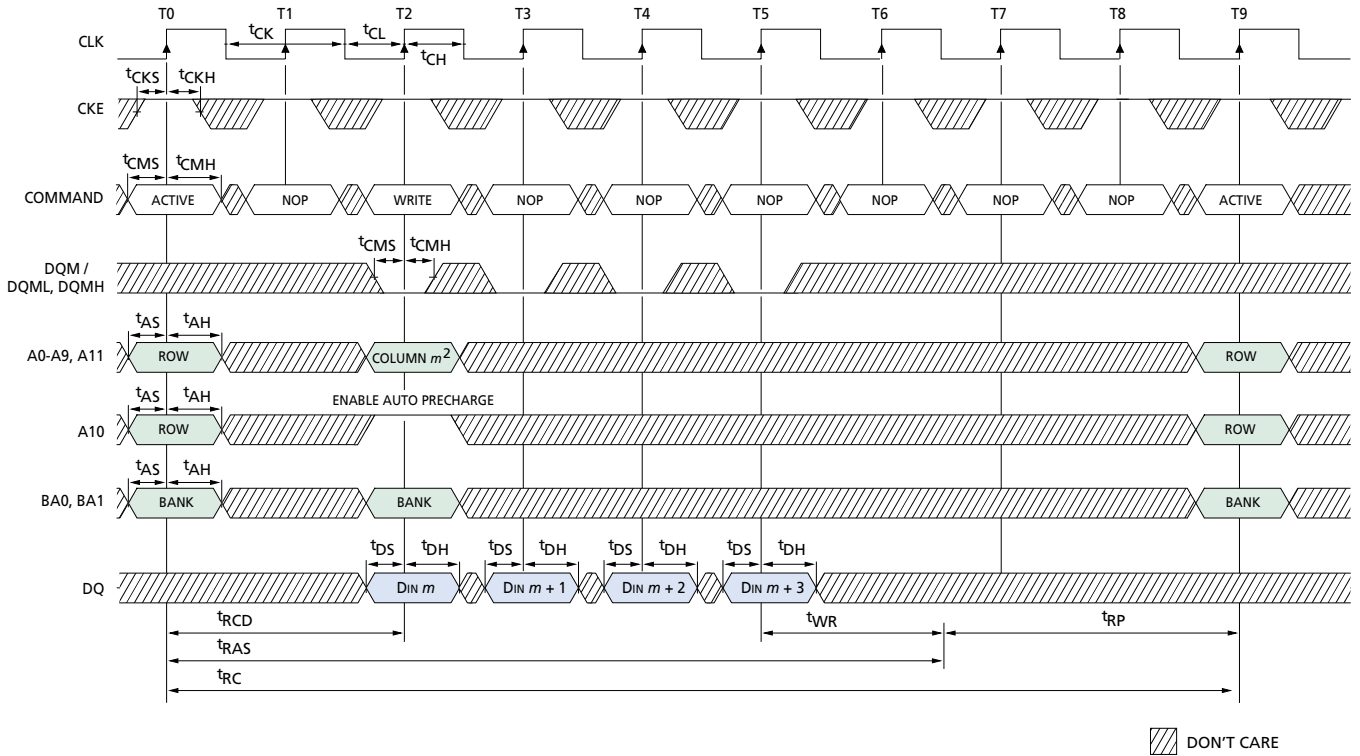 T0 T1 T2 T3 T4 T5 T6 T7 T8 T9
CLK tCK tCL tCH
tCKS tCKH
CKE
tCMS tCMH
COMMAND ACTIVE NOP WRITE NOP NOP NOP NOP NOP NOP ACTIVE
tCMS tCMH
DQM /
DQML, DQMH
tAS tAH
A0-A9, A11 ROW COLUMN m2 ROW
tAS tAH ENABLE AUTO PRECHARGE
A10 ROW ROW
tAS tAH
BA0, BA1 BANK BANK BANK
tDS tDH tDS tDH tDS tDH tDS tDH
DQ DIN m DIN m + 1 DIN m + 2 DIN m + 3
tRCD tWR tRP
tRAS
tRC
DON'T CARE